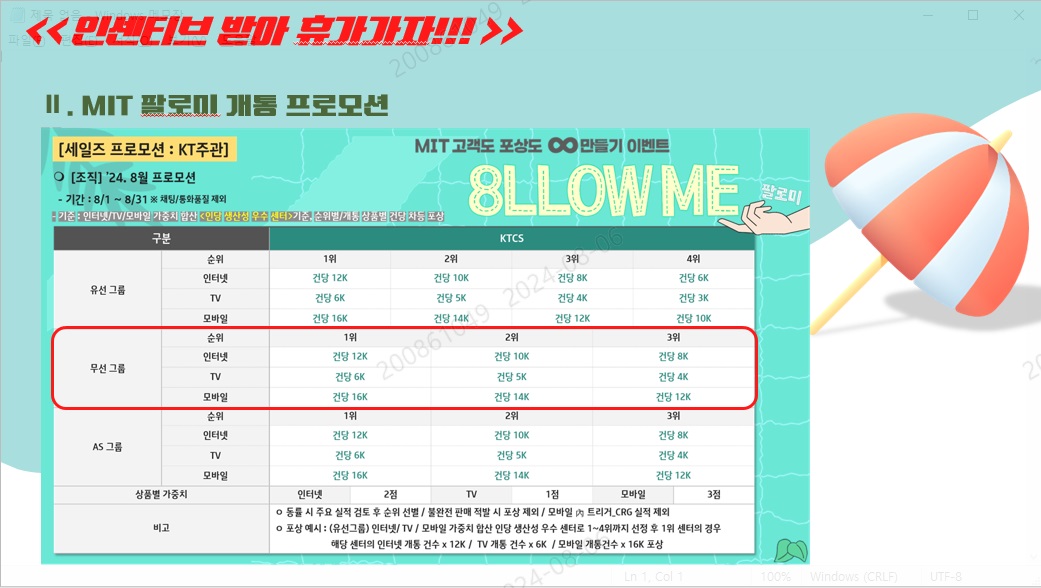 << 인센티브 받아 휴가가자!!! >>
Ⅱ. MIT 팔로미 개통 프로모션
[세일즈 프로모션 : KT주관]
MIT 고객도 포상도 ∞만들기 이벤트
8LLOW ME
팔로미
[조직] '24. 8월 프로모션
- 기간 : 8/1 ~ 8/31 ※ 채팅/통화품질 제외
- 기준 : 인터넷/TV/모바일 가중치 합산 <인당 생산성 우수 센터>기준, 순위별/개통 상품별 건당 차등 포상
구분 KTCS
유선 그룹
순위 1위 2위 3위 4위
인터넷 건당 12K 건당 10K 건당 8K 건당 6K
TV 건당 6K 건당 5K 건당 4K 건당 3K
모바일 건당 16K 건당 14K 건당 12K 건당 10K
무선 그룹
순위 1위 2위 3위
인터넷 건당 12K 건당 10K 건당 8K
TV 건당 6K 건당 5K 건당 4K
모바일 건당 16K 건당 14K 건당 12K
AS 그룹
순위 1위 2위 3위
인터넷 건당 12K 건당 10K 건당 8K
TV 건당 6K 건당 5K 건당 4K
모바일 건당 16K 건당 14K 건당 12K
상품별 가중치 인터넷 2점 TV 1점 모바일 3점
비고
ο 동률 시 주요 실적 검토 후 순위 선별 / 불완전 판매 적발 시 포상 제외 / 모바일 內 트리거_CRG 실적 제외
ο 포상 예시 : (유선그룹) 인터넷/ TV / 모바일 가중치 합산 인당 생산성 우수 센터로 1~4위까지 선정 후 1위 센터의 경우
해당 센터의 인터넷 개통 건수 x 12K / TV 개통 건수 x 6K / 모바일 개통건수 x 16K 포상
200861049 2024-08-06
Ln 1, Col 1 100% Windows (CRLF) UTF-8